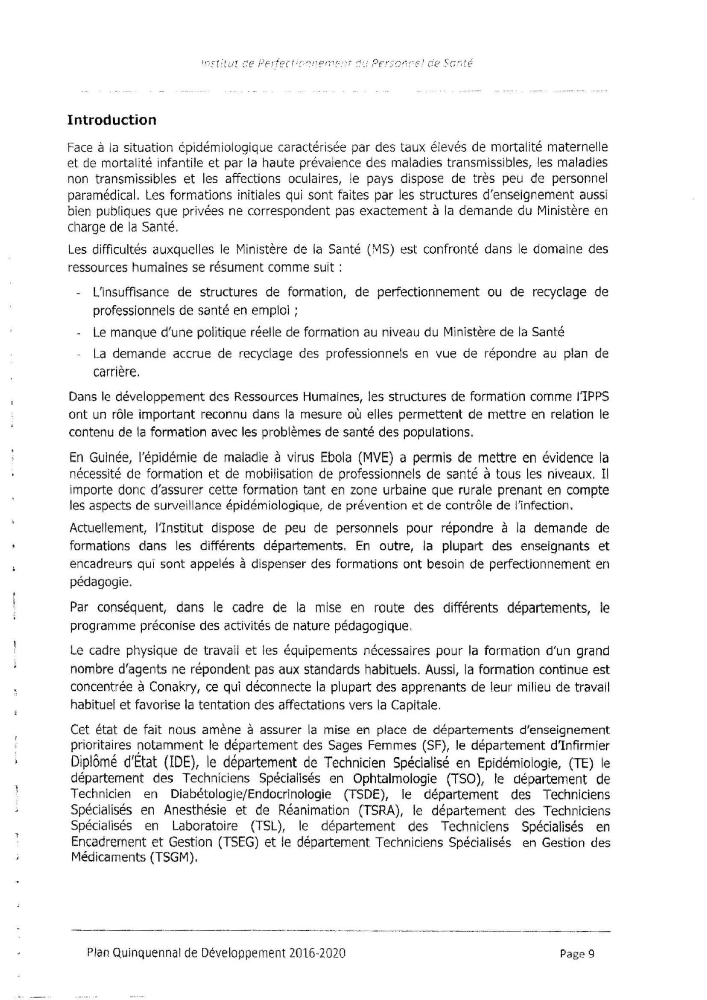 Institut de Perfectionnement du Personnel de Santé
Introduction
Face à la situation épidémiologique caractérisée par des taux élevés de mortalité maternelle
et de mortalité infantile et par la haute prévalence des maladies transmissibles, les maladies
non transmissibles et les affections oculaires, le pays dispose de très peu de personnel
paramédical. Les formations initiales qui sont faites par les structures d'enseignement aussi
bien publiques que privées ne correspondent pas exactement à la demande du Ministère en
charge de la Santé.
Les difficultés auxquelles le Ministère de la Santé (MS) est confronté dans le domaine des
ressources humaines se résument comme suit :
- L'insuffisance de structures de formation, de perfectionnement ou de recyclage de
professionnels de santé en emploi ;
- Le manque d'une politique réelle de formation au niveau du Ministère de la Santé
- La demande accrue de recyclage des professionnels en vue de répondre au plan de
carrière.
Dans le développement des Ressources Humaines, les structures de formation comme l'IPPS
ont un rôle important reconnu dans la mesure où elles permettent de mettre en relation le
contenu de la formation avec les problèmes de santé des populations.
En Guinée, l'épidémie de maladie à virus Ebola (MVE) a permis de mettre en évidence la
nécessité de formation et de mobilisation de professionnels de santé à tous les niveaux. Il
importe donc d'assurer cette formation tant en zone urbaine que rurale prenant en compte
les aspects de surveillance épidémiologique, de prévention et de contrôle de l'infection.
Actuellement, l'Institut dispose de peu de personnels pour répondre à la demande de
formations dans les différents départements. En outre, la plupart des enseignants et
encadreurs qui sont appelés à dispenser des formations ont besoin de perfectionnement en
pédagogie.
Par conséquent, dans le cadre de la mise en route des différents départements, le
programme préconise des activités de nature pédagogique.
Le cadre physique de travail et les équipements nécessaires pour la formation d'un grand
nombre d'agents ne répondent pas aux standards habituels. Aussi, la formation continue est
concentrée à Conakry, ce qui déconnecte la plupart des apprenants de leur milieu de travail
habituel et favorise la tentation des affectations vers la Capitale.
Cet état de fait nous amène à assurer la mise en place de départements d'enseignement
prioritaires notamment le département des Sages Femmes (SF), le département d'Infirmier
Diplômé d'État (IDE), le département de Technicien Spécialisé en Epidémiologie, (TE) le
département des Techniciens Spécialisés en Ophtalmologie (TSO), le département de
Technicien en Diabétologie/Endocrinologie (TSDE), le département des Techniciens
Spécialisés en Anesthésie et de Réanimation (TSRA), le département des Techniciens
Spécialisés en Laboratoire (TSL), le département des Techniciens Spécialisés en
Encadrement et Gestion (TSEG) et le département Techniciens Spécialisés en Gestion des
Médicaments (TSGM).
Plan Quinquennal de Développement 2016-2020
Page 9